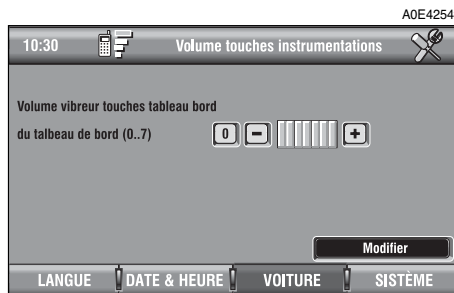 A0E4254
10:30 Volume touches instrumentations
Volume vibreur touches tableau bord
du talbeau de bord (0..7) 0 - +
Modifier
LANGUE DATE & HEURE VOITURE SISTÈME